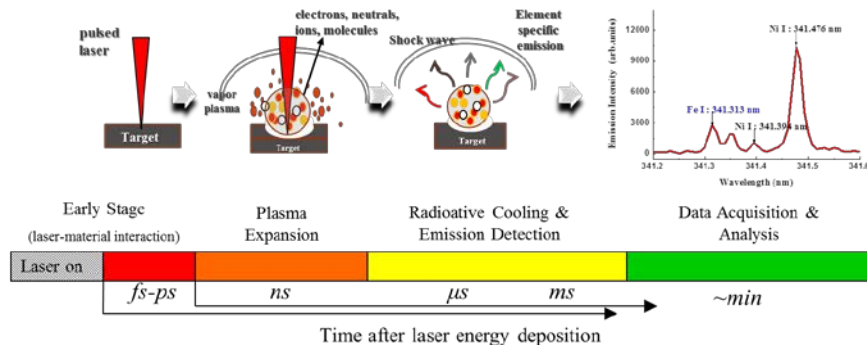 pulsed
laser
Target
electrons, neutrals,
ions, molecules
vapor
plasma
Target
Shock wave
Element
specific
emission
Target
Emission Intensity (arb.units)
12000
9000
6000
3000
0
Ni I : 341.476 nm
Fe I : 341.313 nm
Ni I : 341.394 nm
341.2
341.3
341.4
341.5
341.6
Wavelength (nm)
Early Stage
(laser-material interaction)
Plasma
Expansion
Radioative Cooling &
Emission Detection
Data Acquisition &
Analysis
Laser on
fs-ps
ns
μs
ms
~min
Time after laser energy deposition